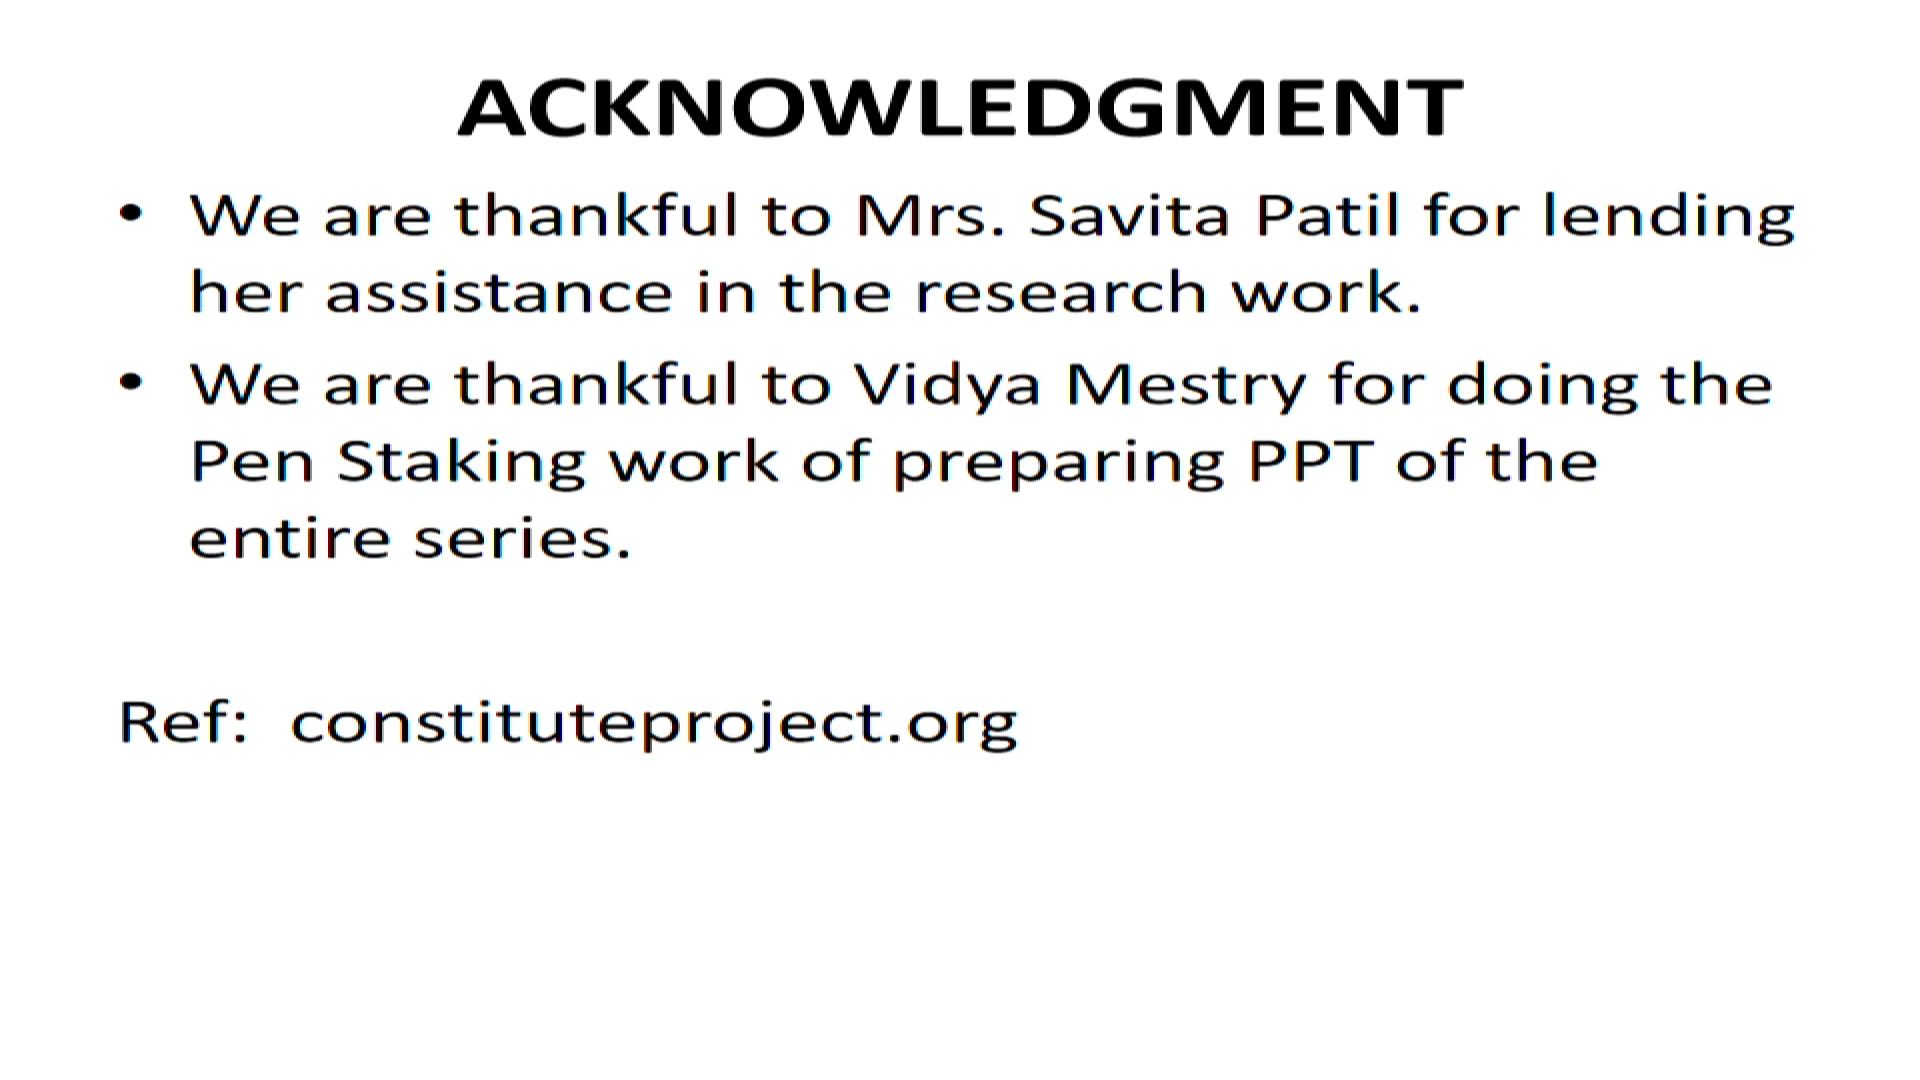 ACKNOWLEDGMENT
• We are thankful to Mrs. Savita Patil for lending
her assistance in the research work.
• We are thankful to Vidya Mestry for doing the
Pen Staking work of preparing PPT of the
entire series.
Ref: constituteproject.org